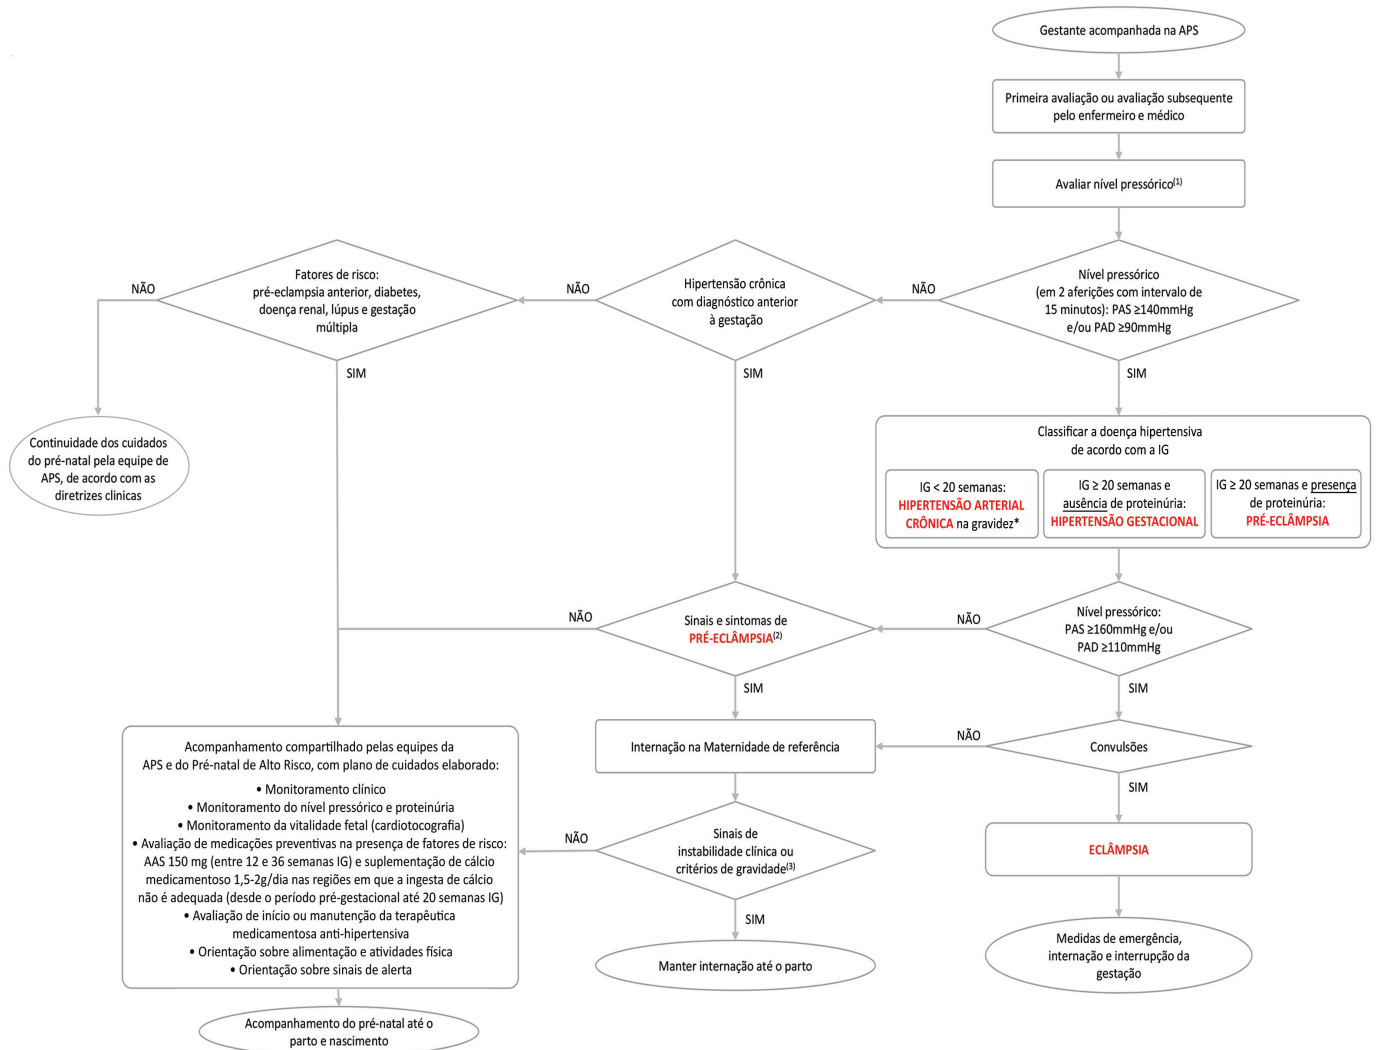 Gestante acompanhada na APS
Primeira avaliação ou avaliação subsequente
pelo enfermeiro e médico
Avaliar nível pressórico(1)
Nível pressórico
(em 2 aferições com intervalo de
15 minutos): PAS ≥140mmHg
e/ou PAD ≥90mmHg
NÃO
SIM
Hipertensão crônica
com diagnóstico anterior
à gestação
NÃO
SIM
Fatores de risco:
pré-eclampsia anterior, diabetes,
doença renal, lúpus e gestação
múltipla
NÃO
SIM
Continuidade dos cuidados
do pré-natal pela equipe de
APS, de acordo com as
diretrizes clinicas
Classificar a doença hipertensiva
de acordo com a IG
IG < 20 semanas:
HIPERTENSÃO ARTERIAL
CRÔNICA na gravidez*
IG ≥ 20 semanas e
ausência de proteinúria:
HIPERTENSÃO GESTACIONAL
IG ≥ 20 semanas e presença
de proteinúria:
PRÉ-ECLÂMPSIA
Nível pressórico:
PAS ≥160mmHg e/ou
PAD ≥110mmHg
NÃO
SIM
Sinais e sintomas de
PRÉ-ECLÂMPSIA(2)
NÃO
SIM
Convulsões
NÃO
SIM
Internação na Maternidade de referência
Sinais de
instabilidade clínica ou
critérios de gravidade(3)
NÃO
SIM
Manter internação até o parto
ECLÂMPSIA
Medidas de emergência,
internação e interrupção da
gestação
Acompanhamento compartilhado pelas equipes da
APS e do Pré-natal de Alto Risco, com plano de cuidados elaborado:
• Monitoramento clínico
• Monitoramento do nível pressórico e proteinúria
• Monitoramento da vitalidade fetal (cardiotocografia)
• Avaliação de medicações preventivas na presença de fatores de risco:
AAS 150 mg (entre 12 e 36 semanas IG) e suplementação de cálcio
medicamentoso 1,5-2g/dia nas regiões em que a ingesta de cálcio
não é adequada (desde o período pré-gestacional até 20 semanas IG)
• Avaliação de início ou manutenção da terapêutica
medicamentosa anti-hipertensiva
• Orientação sobre alimentação e atividades física
• Orientação sobre sinais de alerta
Acompanhamento do pré-natal até o
parto e nascimento